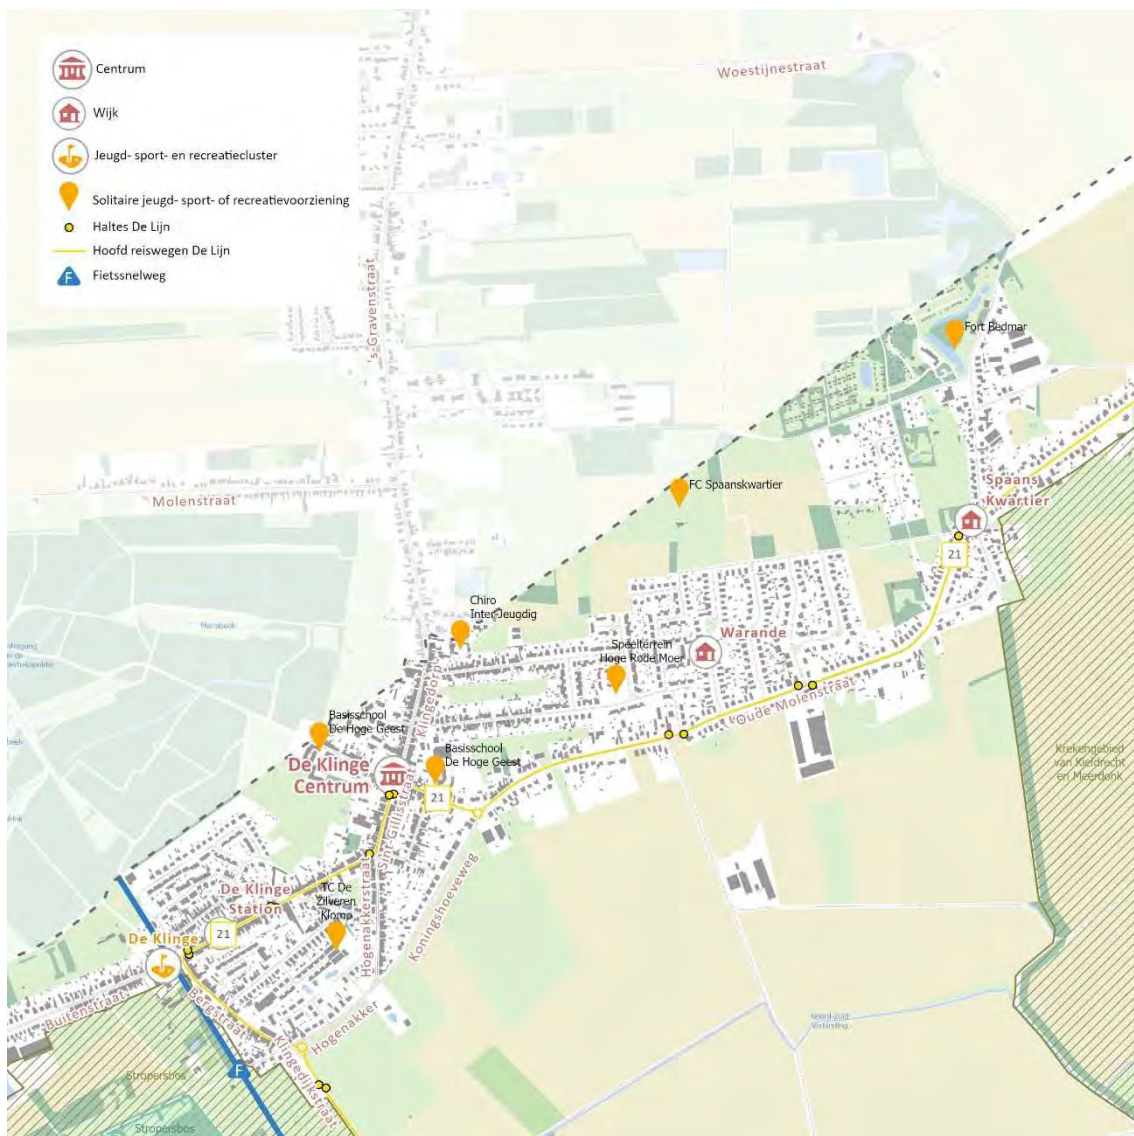 Centrum
Wijk
Jeugd- sport- en recreatiecluster
Solitaire jeugd- sport- of recreatievoorziening
Haltes De Lijn
Hoofd reiswegen De Lijn
F
Fietssnelweg
Woestijnestraat
's-Gravenstraat
Fort Bedmar
Molenstraat
FC Spaanskwartier
Spaans
Kwartier
21
Chiro
Inter-Jeugdig
Warande
Speelterrein
Hoge Rode Moer
Klingedorp
Oude Molenstraat
Basisschool
De Hoge Geest
De Klinge
Centrum
Basisschool
De Hoge Geest
21
Sint-Gillisstraat
Krekengebied
van Kieldrecht
en Meerdonk
Koningshoeveweg
Hogenakkerstraat
TC De
Zilveren
Klomp
De Klinge
Station
21
De Klinge
Buitenstraat
Bergstraat
Hogenakker
Klingedijkstraat
Noord-Zuid
Verbinding
F
Stropersbos
Stropersbos